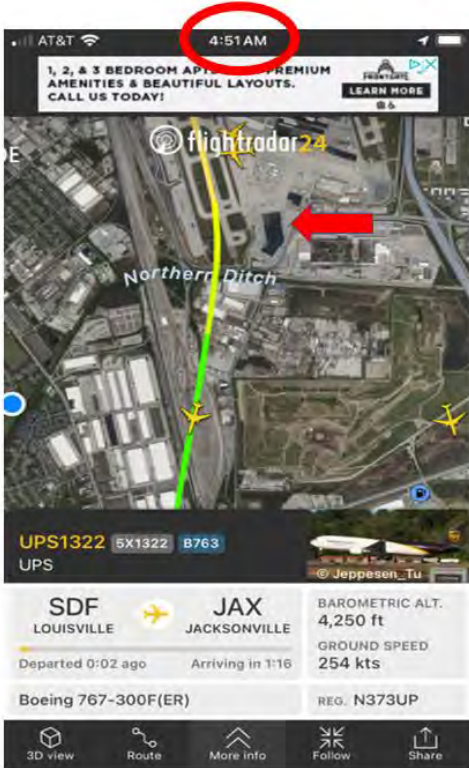 AT&T 4:51AM
1, 2, & 3 BEDROOM PREMIUM
AMENITIES & BEAUTIFUL LAYOUTS.
CALL US TODAY!
FRONTGATE
LEARN MORE
flightradar24
Northern Ditch
UPS1322 5X1322 B763
UPS
© Jeppesen_Tu
SDF JAX
LOUISVILLE JACKSONVILLE
Departed 0:02 ago Arriving in 1:16
BAROMETRIC ALT.
4,250 ft
GROUND SPEED
254 kts
Boeing 767-300F(ER) REG. N373UP
3D view Route More info Follow Share